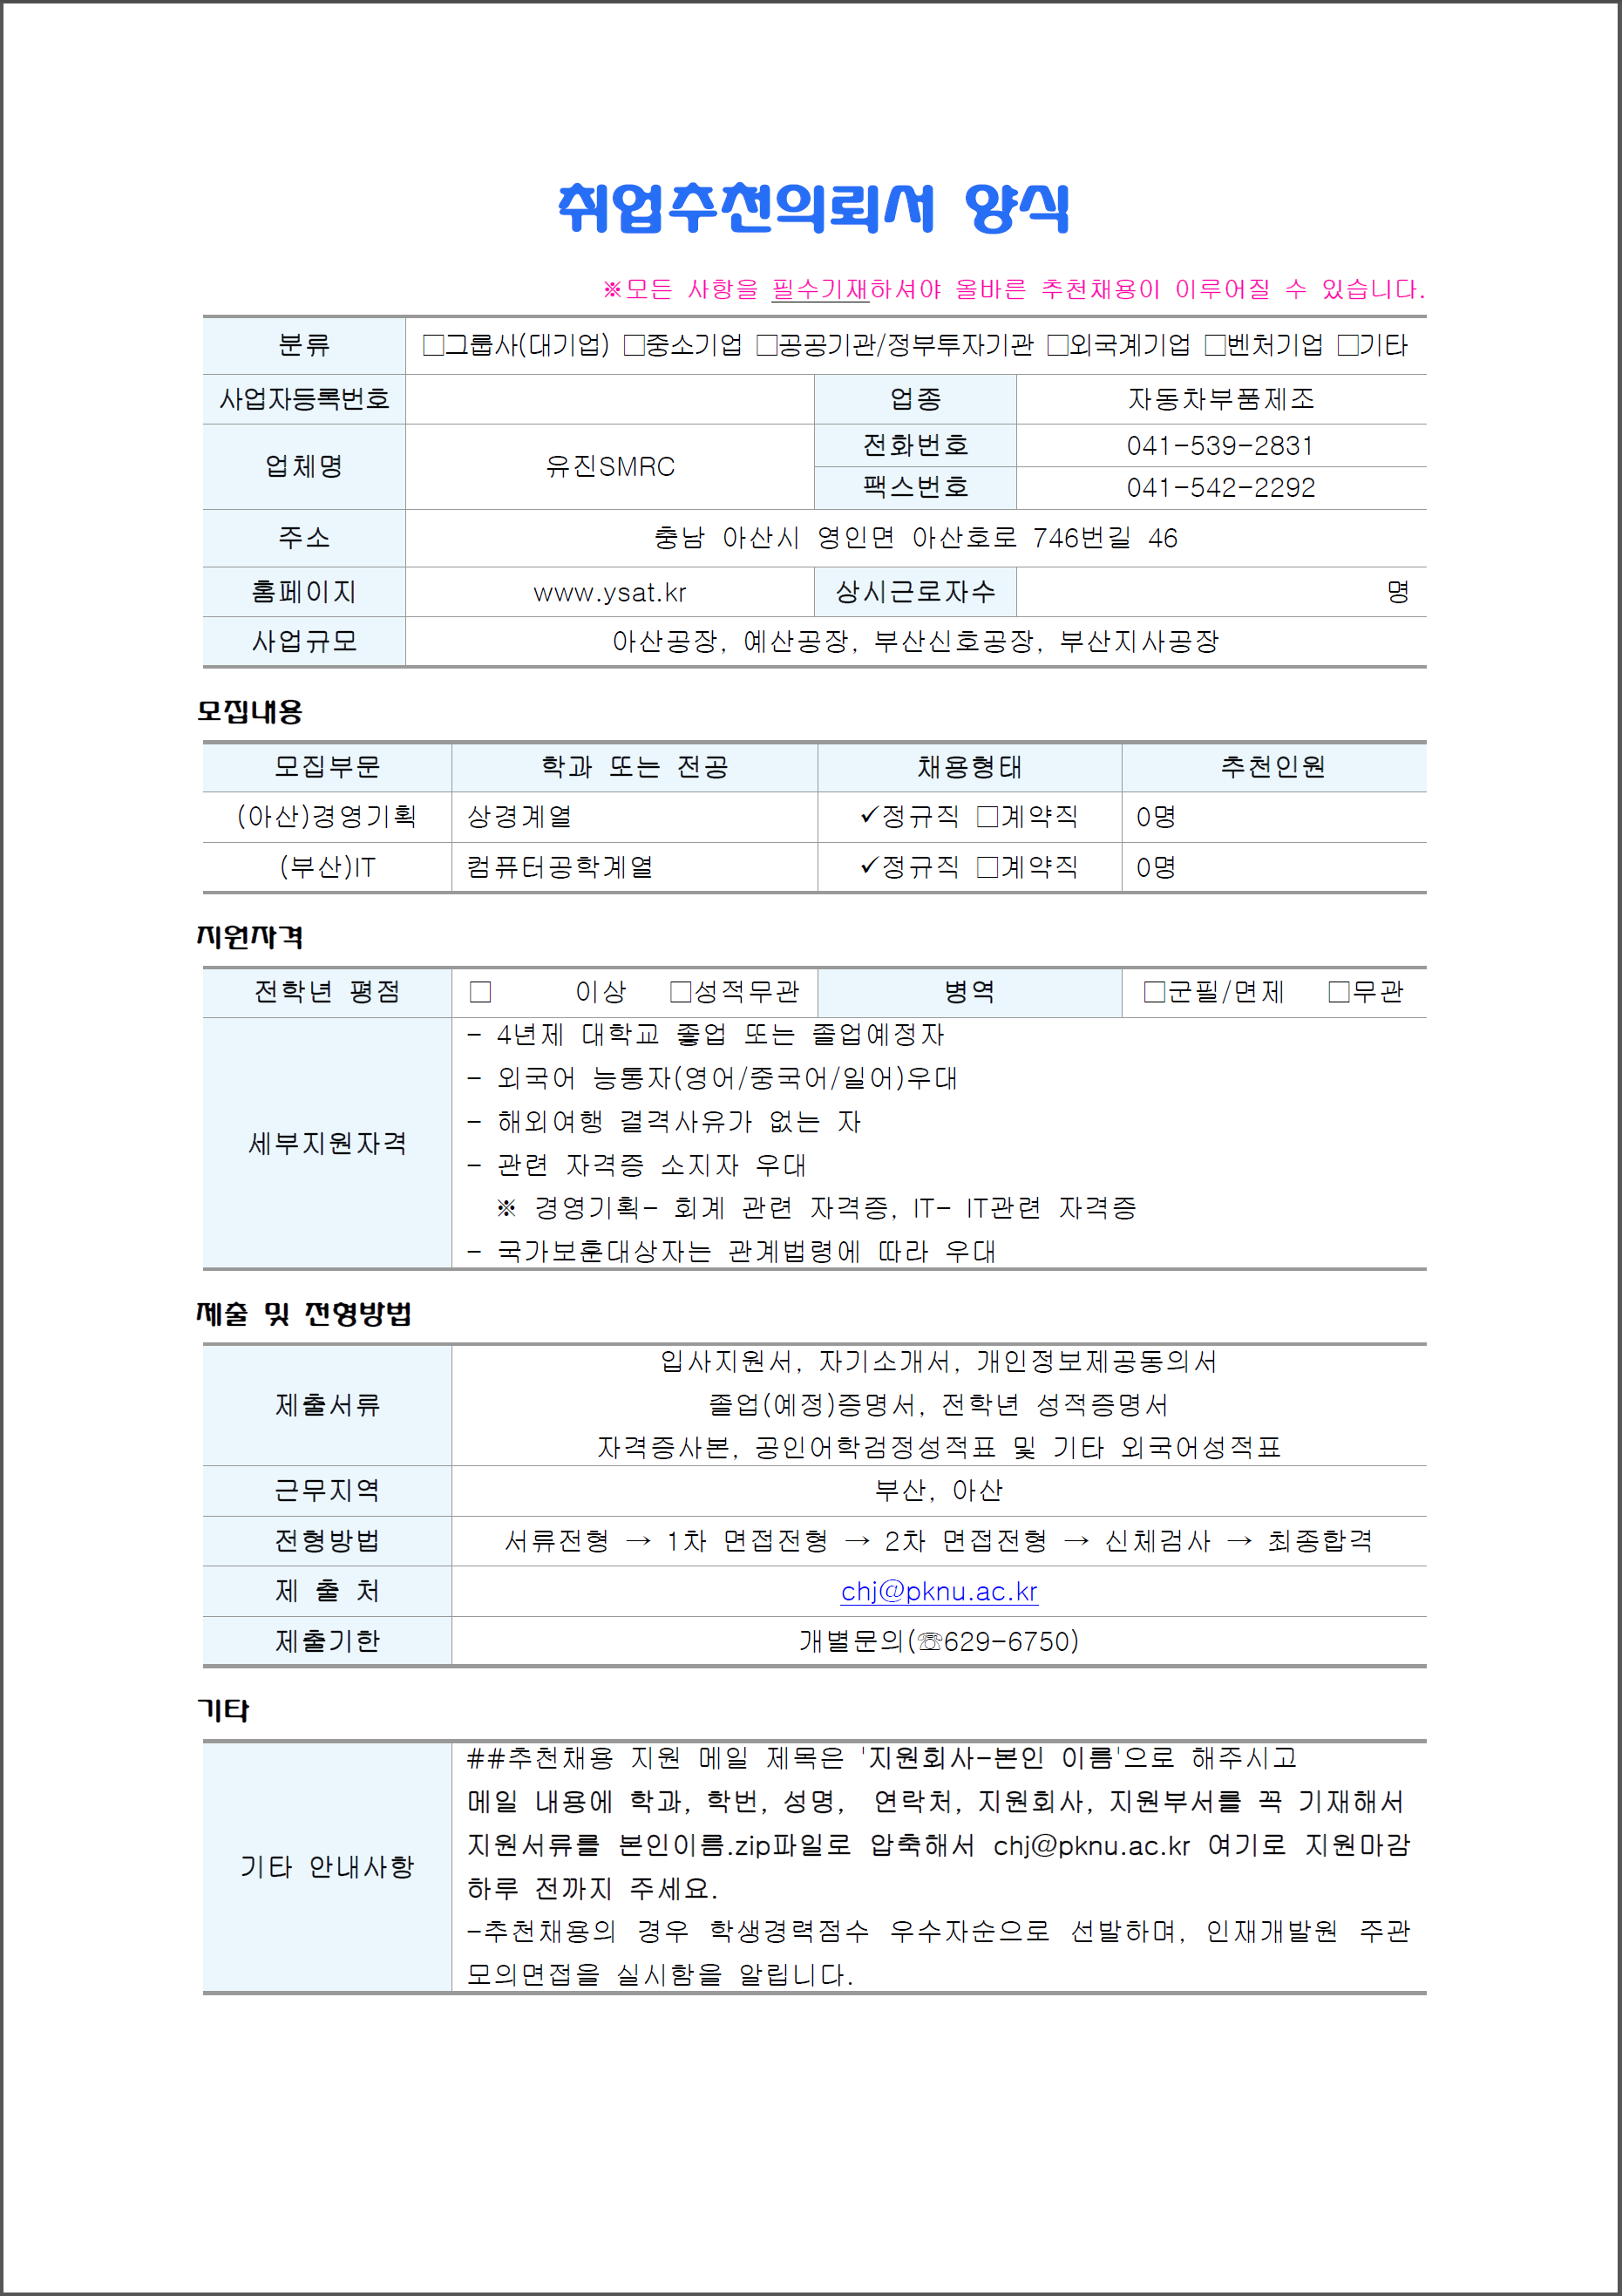 취업추천의뢰서 양식
※모든 사항을 필수기재하셔야 올바른 추천채용이 이루어질 수 있습니다.
분류 □그룹사(대기업) □중소기업 □공공기관/정부투자기관 □외국계기업 □벤처기업 □기타
사업자등록번호 업종 자동차부품제조
업체명 유진SMRC 전화번호 041-539-2831
팩스번호 041-542-2292
주소 충남 아산시 영인면 아산호로 746번길 46
홈페이지 www.ysat.kr 상시근로자수 명
사업규모 아산공장, 예산공장, 부산신호공장, 부산지사공장
모집내용
모집부문 학과 또는 전공 채용형태 추천인원
(아산)경영기획 상경계열 ✓정규직 □계약직 0명
(부산)IT 컴퓨터공학계열 ✓정규직 □계약직 0명
지원자격
전학년 평점 □ 이상 □성적무관 병역 □군필/면제 □무관
세부지원자격
- 4년제 대학교 좋업 또는 졸업예정자
- 외국어 능통자(영어/중국어/일어)우대
- 해외여행 결격사유가 없는 자
- 관련 자격증 소지자 우대
※ 경영기획- 회계 관련 자격증, IT- IT관련 자격증
- 국가보훈대상자는 관계법령에 따라 우대
제출 및 전형방법
제출서류
입사지원서, 자기소개서, 개인정보제공동의서
졸업(예정)증명서, 전학년 성적증명서
자격증사본, 공인어학검정성적표 및 기타 외국어성적표
근무지역 부산, 아산
전형방법 서류전형 → 1차 면접전형 → 2차 면접전형 → 신체검사 → 최종합격
제 출 처 chj@pknu.ac.kr
제출기한 개별문의(☏629-6750)
기타
기타 안내사항
##추천채용 지원 메일 제목은 '지원회사-본인 이름'으로 해주시고
메일 내용에 학과, 학번, 성명, 연락처, 지원회사, 지원부서를 꼭 기재해서
지원서류를 본인이름.zip파일로 압축해서 chj@pknu.ac.kr 여기로 지원마감
하루 전까지 주세요.
-추천채용의 경우 학생경력점수 우수자순으로 선발하며, 인재개발원 주관
모의면접을 실시함을 알립니다.